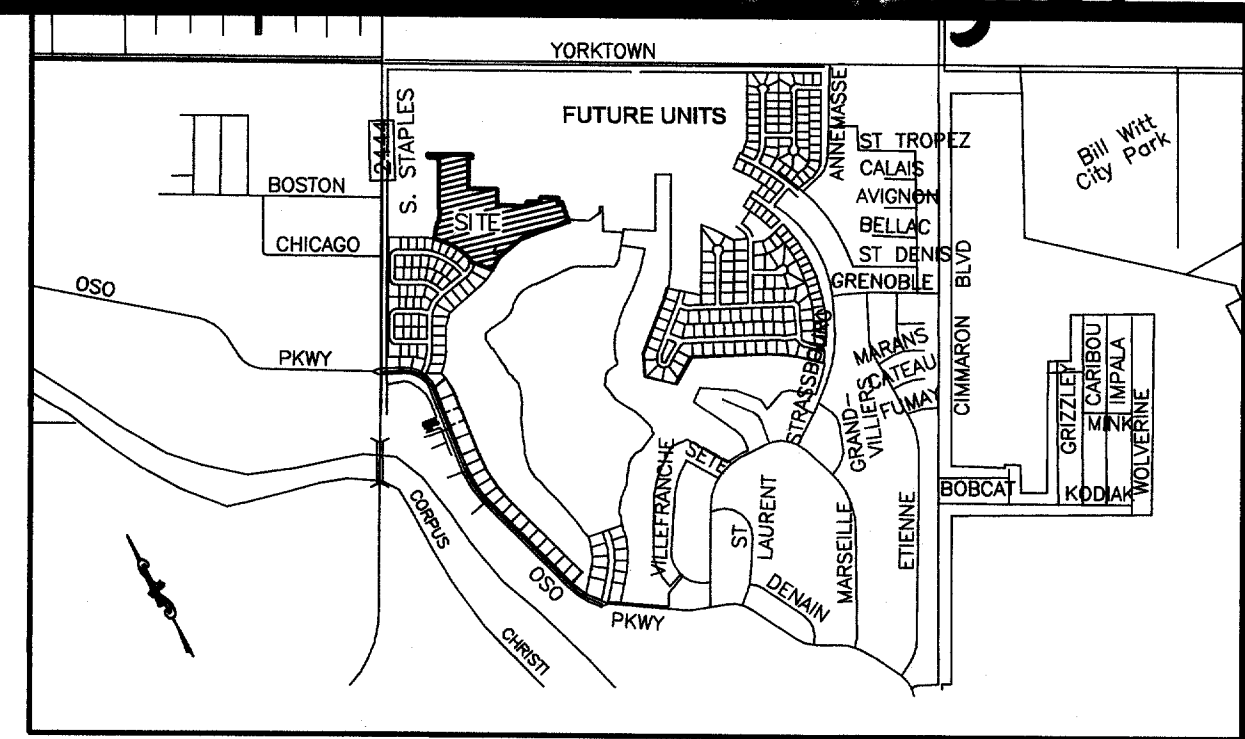 YORKTOWN
S. STAPLES
2444
FUTURE UNITS
ANNEMASSE
ST TROPEZ
CALAIS
AVIGNON
BELLAC
ST DENIS
GRENOBLE
Bill Witt
City Park
BOSTON
CHICAGO
SITE
OSO
PKWY
CIMMARON BLVD
STRASSBOURG
MARANS
CATEAU
FUMAY
GRAND-
VILLIERS
GRIZZLEY
CARIBOU
IMPALA
MINK
WOLVERINE
BOBCAT
KODIAK
SETE
VILLEFRANCHE
ST
LAURENT
MARSEILLE
ETIENNE
DENAIN
CORPUS
CHRISTI
OSO
PKWY